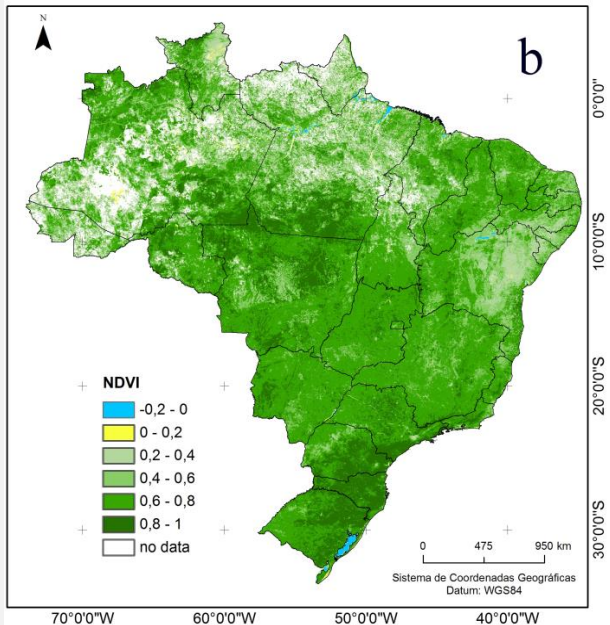 N
b
0°0'0"
10°0'0"S
20°0'0"S
30°0'0"S
NDVI
-0,2 - 0
0 - 0,2
0,2 - 0,4
0,4 - 0,6
0,6 - 0,8
0,8 - 1
no data
0 475 950 km
Sistema de Coordenadas Geográficas
Datum: WGS84
70°0'0"W 60°0'0"W 50°0'0"W 40°0'0"W